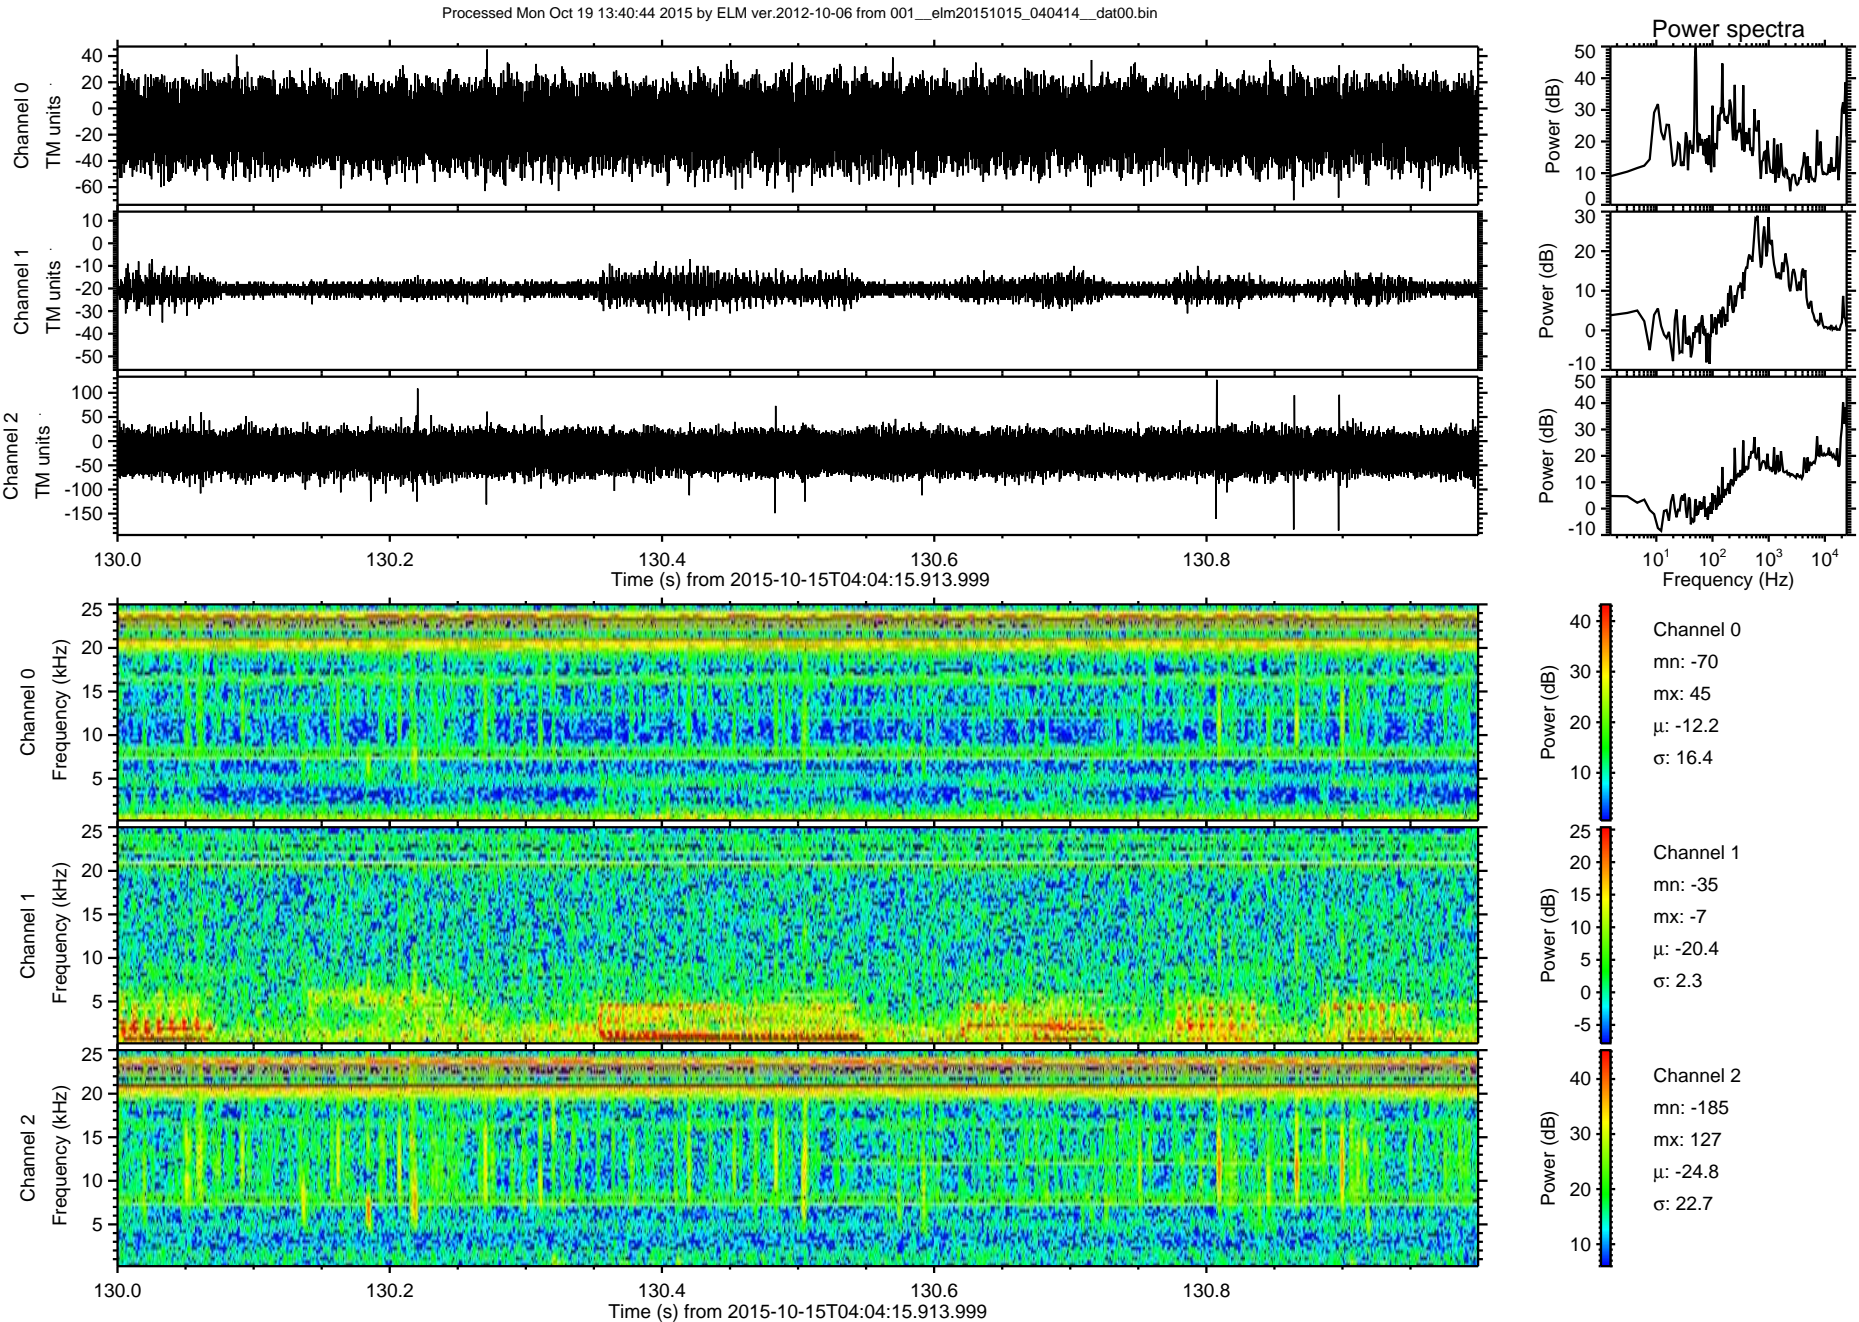 Processed Mon Oct 19 13:40:44 2015 by ELM ver.2012-10-06 from 001__elm20151015_040414__dat00.bin
Power spectra
Channel 0
TM units
40
20
0
-20
-40
-60
Power (dB)
50
40
30
20
10
0
Channel 1
TM units
10
0
-10
-20
-30
-40
-50
Power (dB)
30
20
10
0
-10
Channel 2
TM units
100
50
0
-50
-100
-150
Power (dB)
50
40
30
20
10
0
-10
130.0 130.2 130.4 130.6 130.8
Time (s) from 2015-10-15T04:04:15.913.999
10¹ 10² 10³ 10⁴
Frequency (Hz)
Channel 0
Frequency (kHz)
25
20
15
10
5
Power (dB)
40
30
20
10
Channel 0
mn: -70
mx: 45
μ: -12.2
σ: 16.4
Channel 1
Frequency (kHz)
25
20
15
10
5
Power (dB)
25
20
15
10
5
0
-5
Channel 1
mn: -35
mx: -7
μ: -20.4
σ: 2.3
Channel 2
Frequency (kHz)
25
20
15
10
5
Power (dB)
40
30
20
10
Channel 2
mn: -185
mx: 127
μ: -24.8
σ: 22.7
130.0 130.2 130.4 130.6 130.8
Time (s) from 2015-10-15T04:04:15.913.999